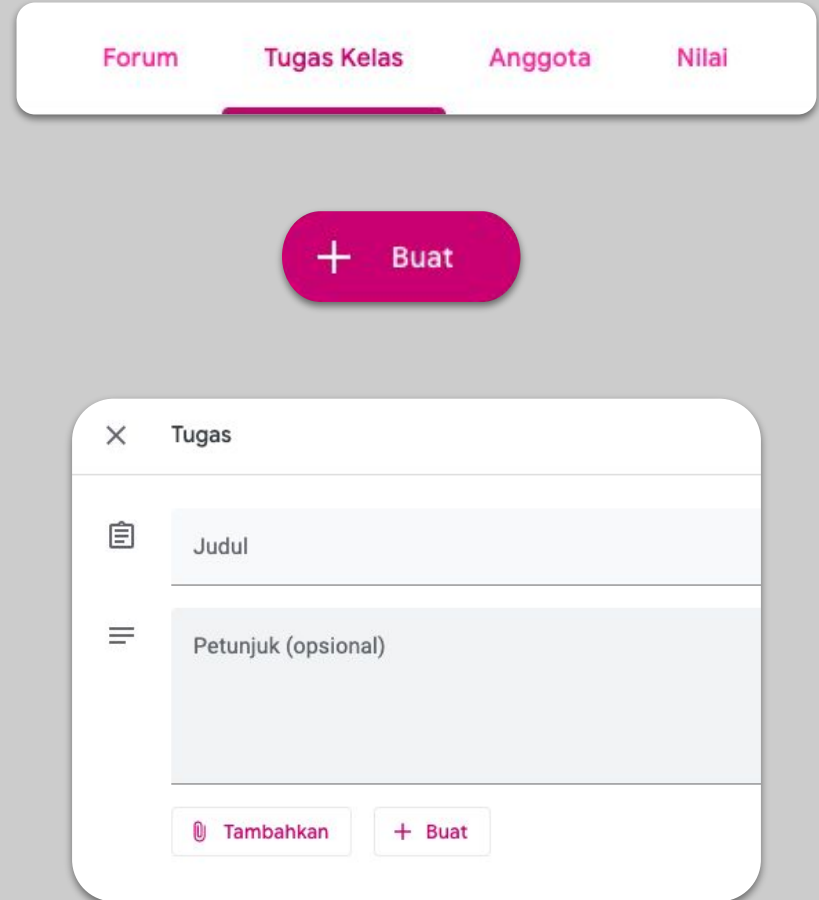 Forum Tugas Kelas Anggota Nilai
+ Buat
Tugas
Judul
Petunjuk (opsional)
Tambahkan + Buat